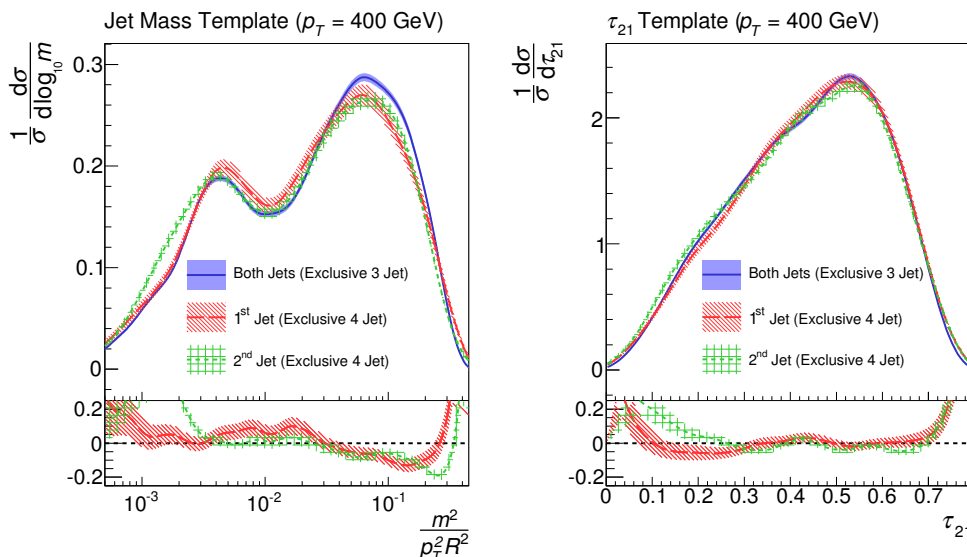 Jet Mass Template (p_T = 400 GeV)
1/σ dσ/dlog₁₀m
0.3
0.2
0.1
0
Both Jets (Exclusive 3 Jet)
1ˢᵗ Jet (Exclusive 4 Jet)
2ⁿᵈ Jet (Exclusive 4 Jet)
0.2
0
-0.2
10⁻³
10⁻²
10⁻¹
m²/p_T²R²
τ₂₁ Template (p_T = 400 GeV)
1/σ dσ/dτ₂₁
2
1
0
Both Jets (Exclusive 3 Jet)
1ˢᵗ Jet (Exclusive 4 Jet)
2ⁿᵈ Jet (Exclusive 4 Jet)
0.2
0
-0.2
0 0.1 0.2 0.3 0.4 0.5 0.6 0.7
τ₂₁